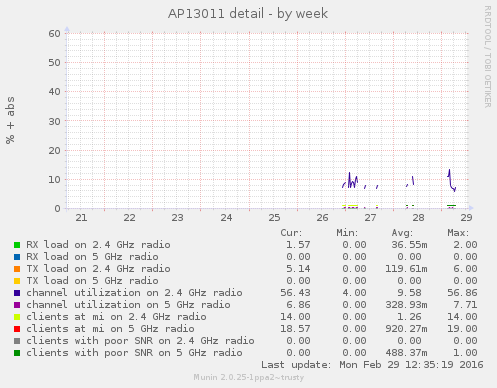 AP13011 detail - by week
RRDTOOL / TOBI OETIKER
% + abs
60
50
40
30
20
10
0
21 22 23 24 25 26 27 28 29
Cur: Min: Avg: Max:
RX load on 2.4 GHz radio 1.57 0.00 36.55m 2.00
RX load on 5 GHz radio 0.00 0.00 0.00 0.00
TX load on 2.4 GHz radio 5.14 0.00 119.61m 6.00
TX load on 5 GHz radio 0.00 0.00 0.00 0.00
channel utilization on 2.4 GHz radio 56.43 4.00 9.58 56.86
channel utilization on 5 GHz radio 6.86 0.00 328.93m 7.71
clients at mi on 2.4 GHz radio 14.00 0.00 1.26 14.00
clients at mi on 5 GHz radio 18.57 0.00 920.27m 19.00
clients with poor SNR on 2.4 GHz radio 0.00 0.00 0.00 0.00
clients with poor SNR on 5 GHz radio 0.00 0.00 488.37m 1.00
Last update: Mon Feb 29 12:35:19 2016
Munin 2.0.25-1ppa2~trusty